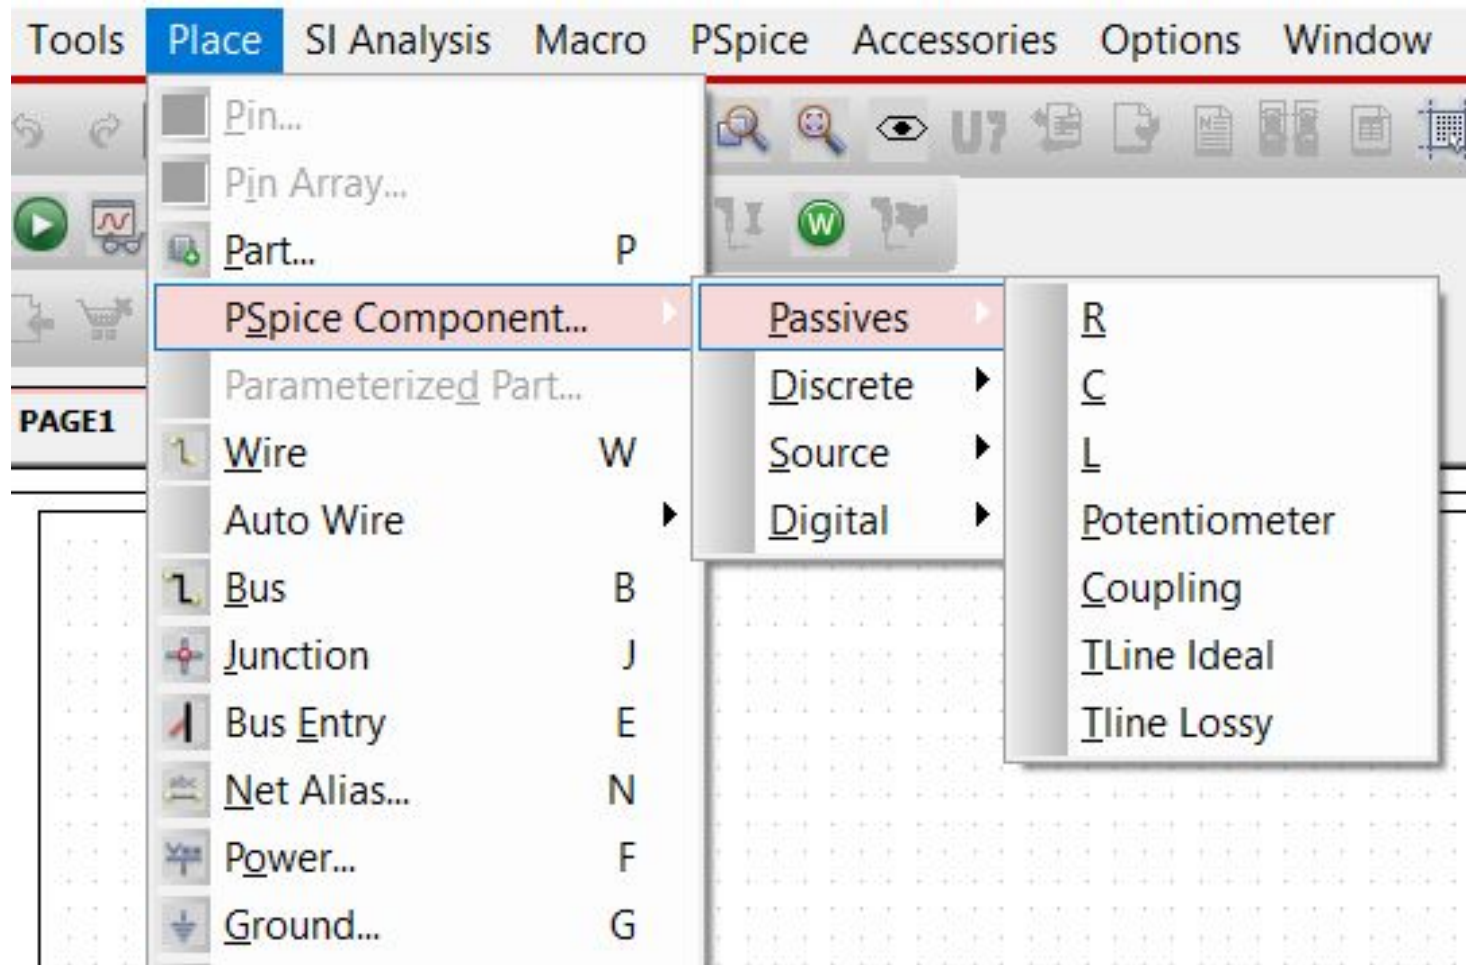 Tools Place SI Analysis Macro PSpice Accessories Options Window
U?
W
PAGE1
Pin...
Pin Array...
Part... P
PSpice Component...
Parameterized Part...
Wire W
Auto Wire
Bus B
Junction J
Bus Entry E
Net Alias... N
Power... F
Ground... G
Passives
Discrete
Source
Digital
R
C
L
Potentiometer
Coupling
TLine Ideal
Tline Lossy